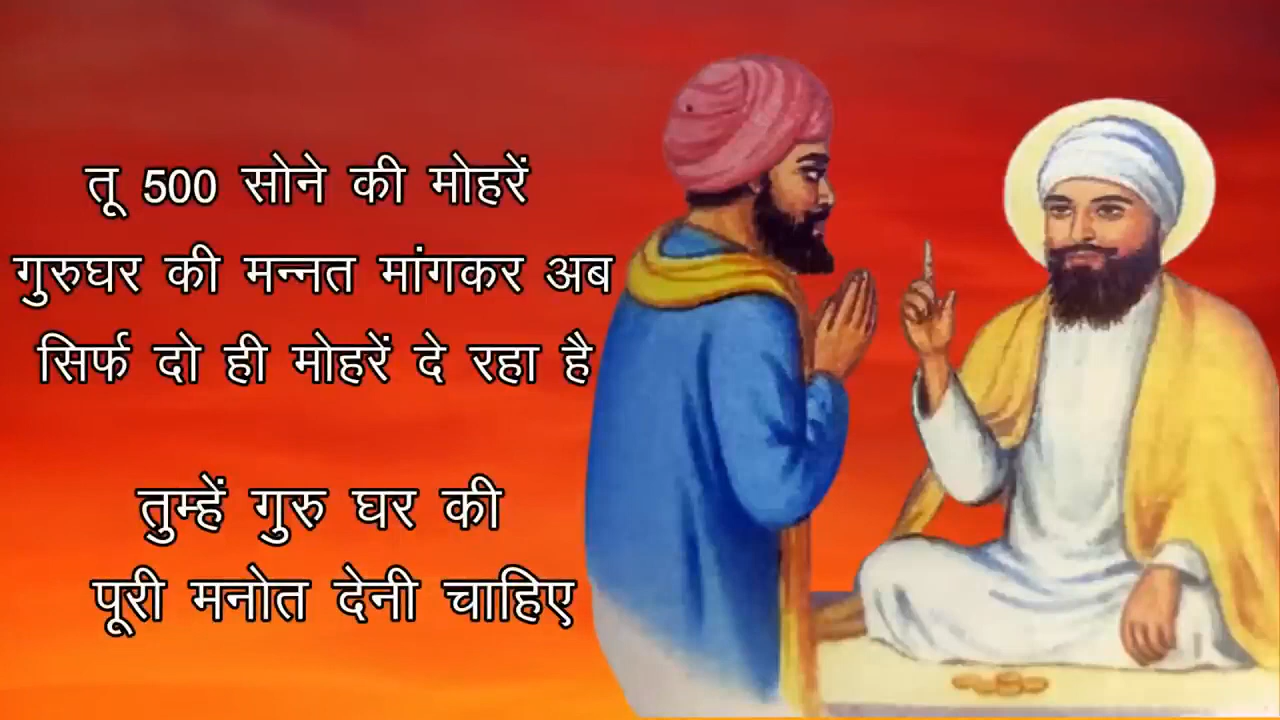 तू 500 सोने की मोहरें
गुरुघर की मन्नत मांगकर अब
सिर्फ दो ही मोहरें दे रहा है
तुम्हें गुरु घर की
पूरी मनोत देनी चाहिए